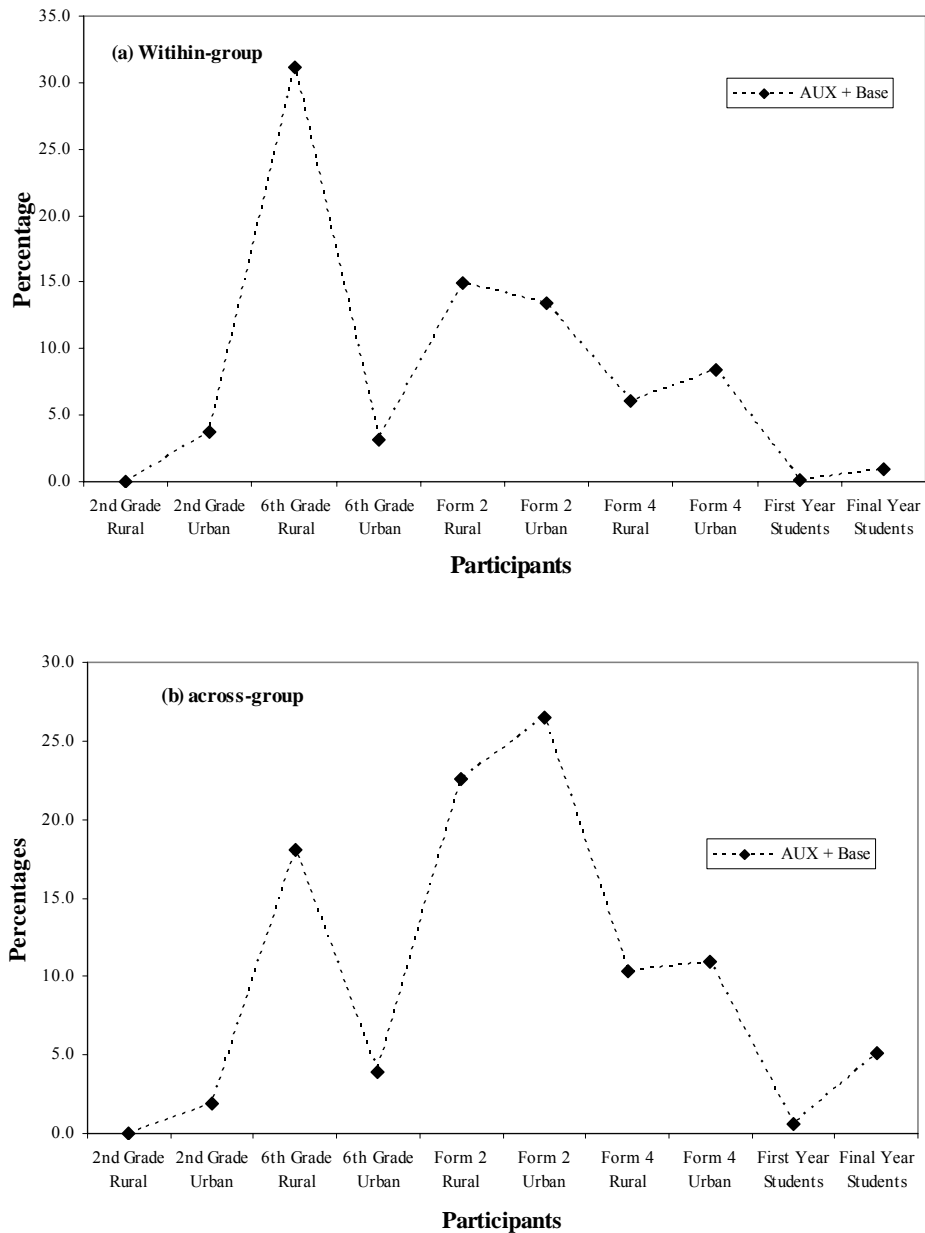 35.0
(a) Witihin-group
30.0
AUX + Base
25.0
20.0
Percentage
15.0
10.0
5.0
0.0
2nd Grade 2nd Grade 6th Grade 6th Grade Form 2 Form 2 Form 4 Form 4 First Year Final Year
Rural Urban Rural Urban Rural Urban Rural Urban Students Students
Participants
30.0
(b) across-group
25.0
20.0
AUX + Base
Percentages
15.0
10.0
5.0
0.0
2nd Grade 2nd Grade 6th Grade 6th Grade Form 2 Form 2 Form 4 Form 4 First Year Final Year
Rural Urban Rural Urban Rural Urban Rural Urban Students Students
Participants